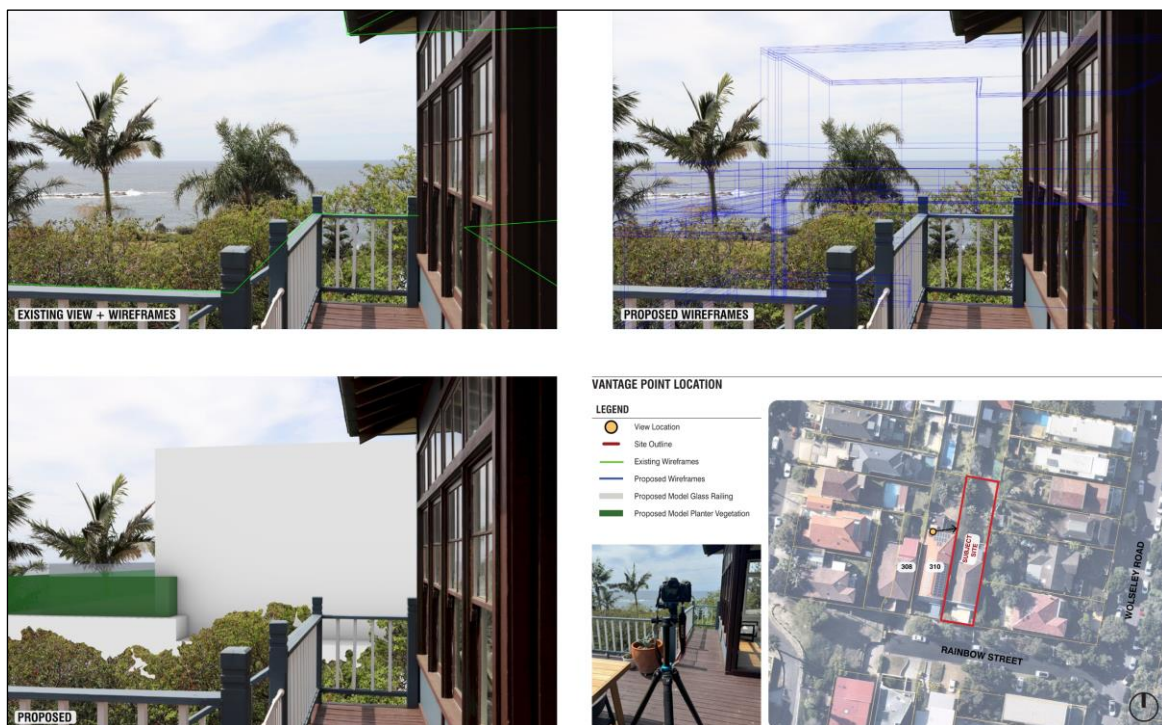 EXISTING VIEW + WIREFRAMES
PROPOSED WIREFRAMES
PROPOSED
VANTAGE POINT LOCATION
LEGEND
View Location
Site Outline
Existing Wireframes
Proposed Wireframes
Proposed Model Glass Railing
Proposed Model Planter Vegetation
308
310
SUBJECT
SITE
WOLSELEY ROAD
RAINBOW STREET